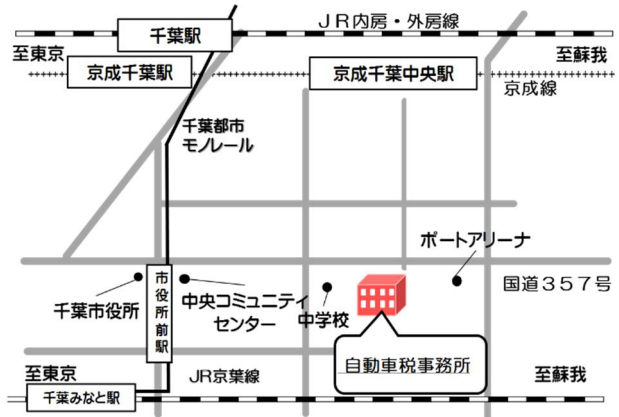 JR内房・外房線
千葉駅
至東京
至蘇我
京成千葉駅
京成千葉中央駅
京成線
千葉都市
モノレール
ポートアリーナ
国道357号
千葉市役所
市役所前駅
中央コミュニティ
センター
中学校
自動車税事務所
至東京
JR京葉線
至蘇我
千葉みなと駅